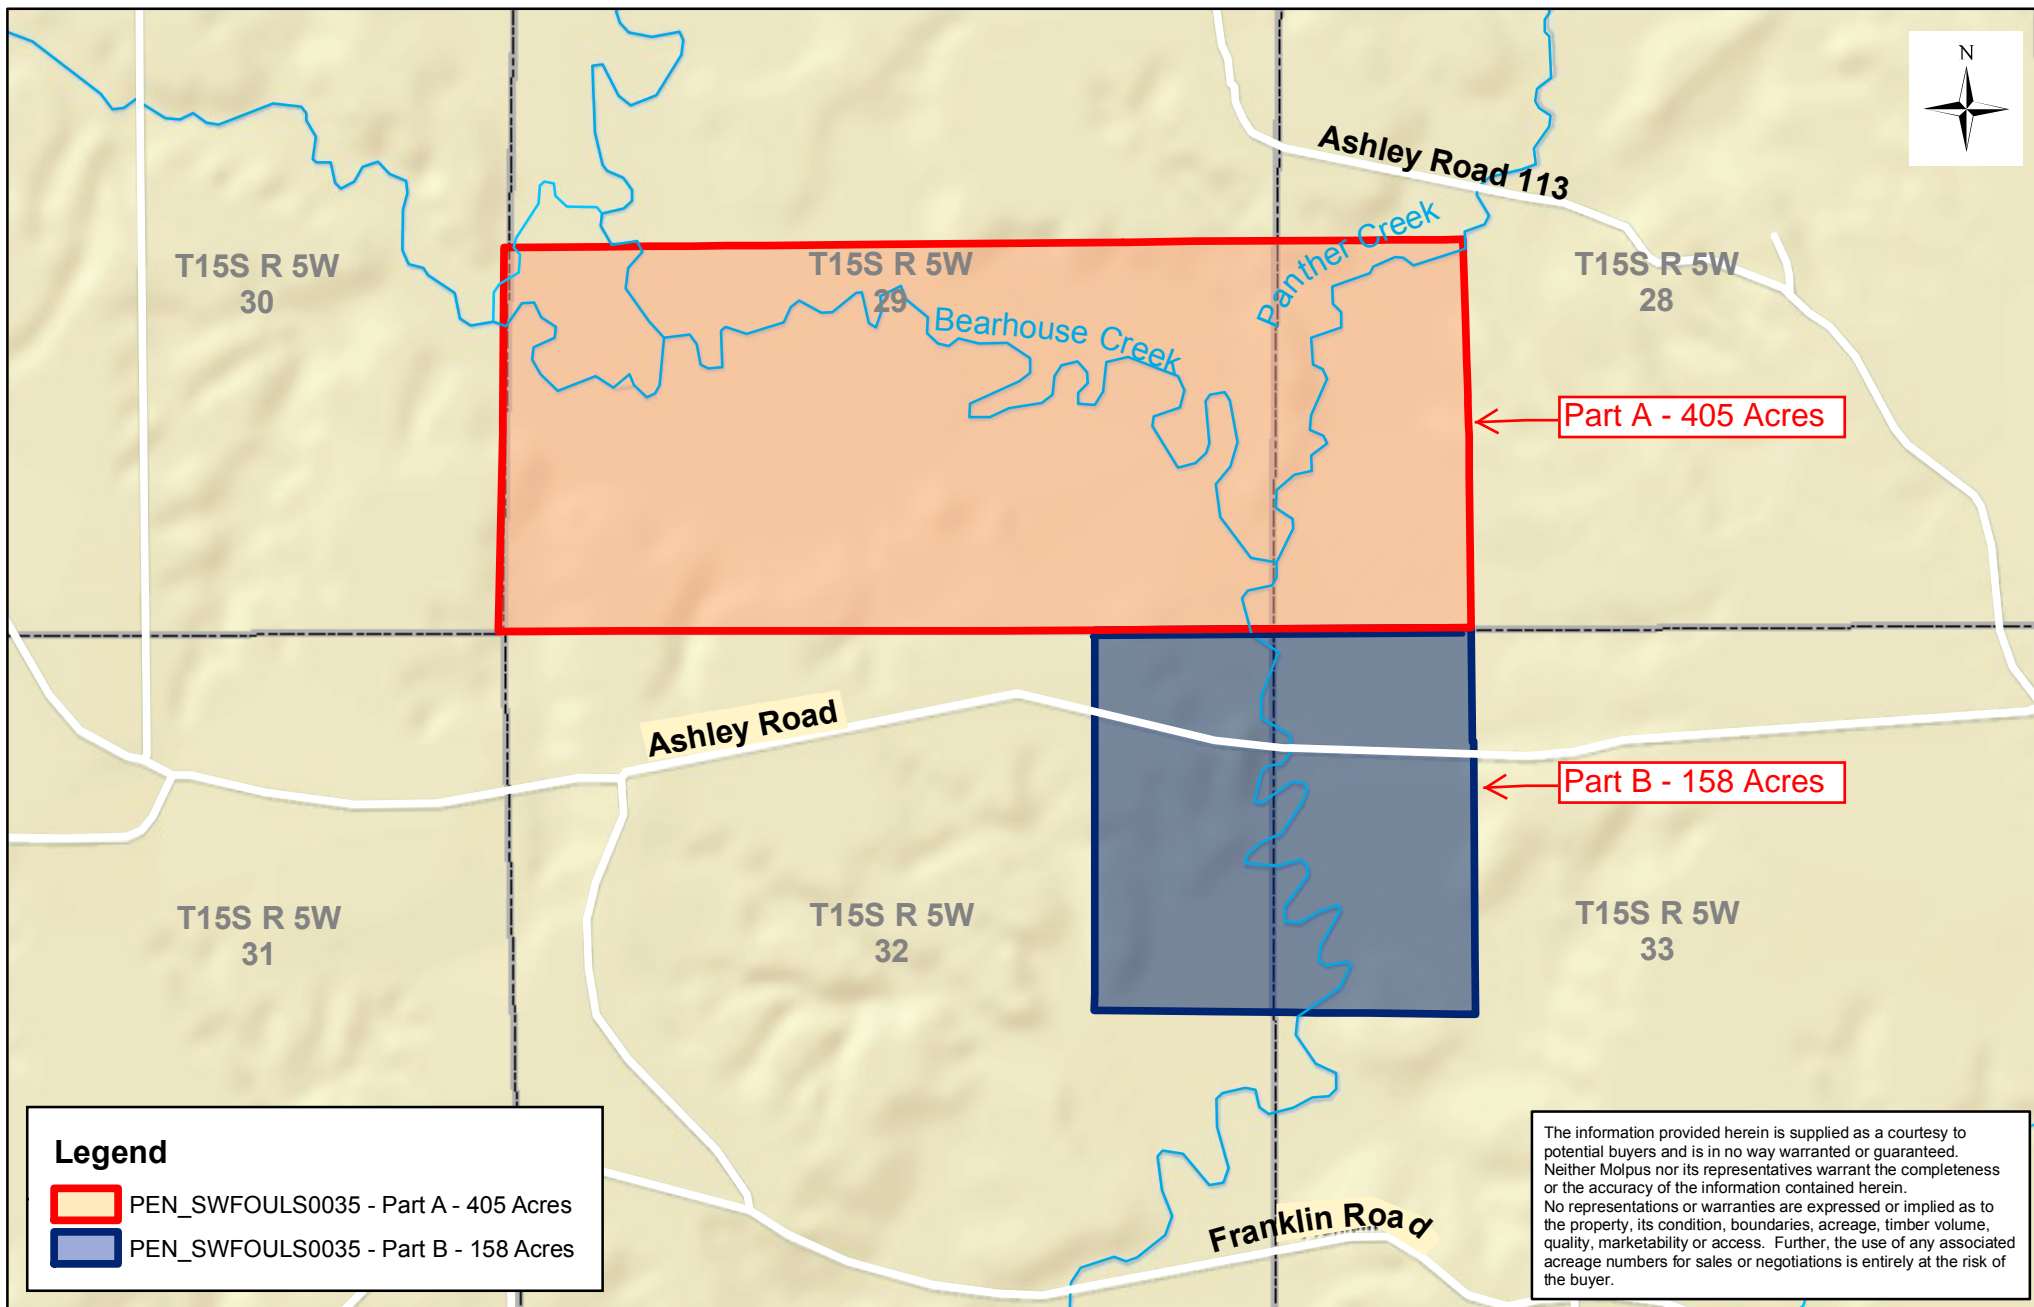 N
Ashley Road 113
Panther Creek
T15S R 5W
30
T15S R 5W
29
T15S R 5W
28
Bearhouse Creek
Part A - 405 Acres
Ashley Road
Part B - 158 Acres
T15S R 5W
31
T15S R 5W
32
T15S R 5W
33
Franklin Road
Legend
PEN_SWFOULS0035 - Part A - 405 Acres
PEN_SWFOULS0035 - Part B - 158 Acres
The information provided herein is supplied as a courtesy to
potential buyers and is in no way warranted or guaranteed.
Neither Molpus nor its representatives warrant the completeness
or the accuracy of the information contained herein.
No representations or warranties are expressed or implied as to
the property, its condition, boundaries, acreage, timber volume,
quality, marketability or access.  Further, the use of any associated
acreage numbers for sales or negotiations is entirely at the risk of
the buyer.